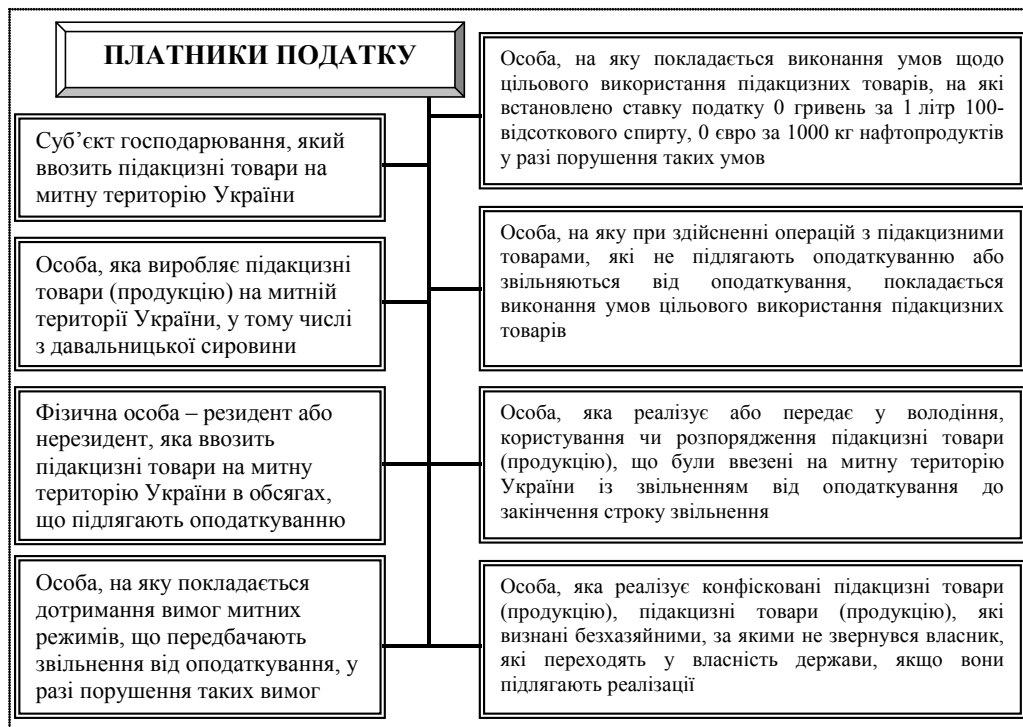 ПЛАТНИКИ ПОДАТКУ
Суб’єкт господарювання, який
ввозить підакцизні товари на
митну територію України
Особа, яка виробляє підакцизні
товари (продукцію) на митній
території України, у тому числі
з давальницької сировини
Фізична особа – резидент або
нерезидент, яка ввозить
підакцизні товари на митну
територію України в обсягах,
що підлягають оподаткуванню
Особа, на яку покладається
дотримання вимог митних
режимів, що передбачають
звільнення від оподаткування, у
разі порушення таких вимог
Особа, на яку покладається виконання умов щодо
цільового використання підакцизних товарів, на які
встановлено ставку податку 0 гривень за 1 літр 100-
відсоткового спирту, 0 євро за 1000 кг нафтопродуктів
у разі порушення таких умов
Особа, на яку при здійсненні операцій з підакцизними
товарами, які не підлягають оподаткуванню або
звільняються від оподаткування, покладається
виконання умов цільового використання підакцизних
товарів
Особа, яка реалізує або передає у володіння,
користування чи розпорядження підакцизні товари
(продукцію), що були ввезені на митну територію
України із звільненням від оподаткування до
закінчення строку звільнення
Особа, яка реалізує конфісковані підакцизні товари
(продукцію), підакцизні товари (продукцію), які
визнані безхазяйними, за якими не звернувся власник,
які переходять у власність держави, якщо вони
підлягають реалізації